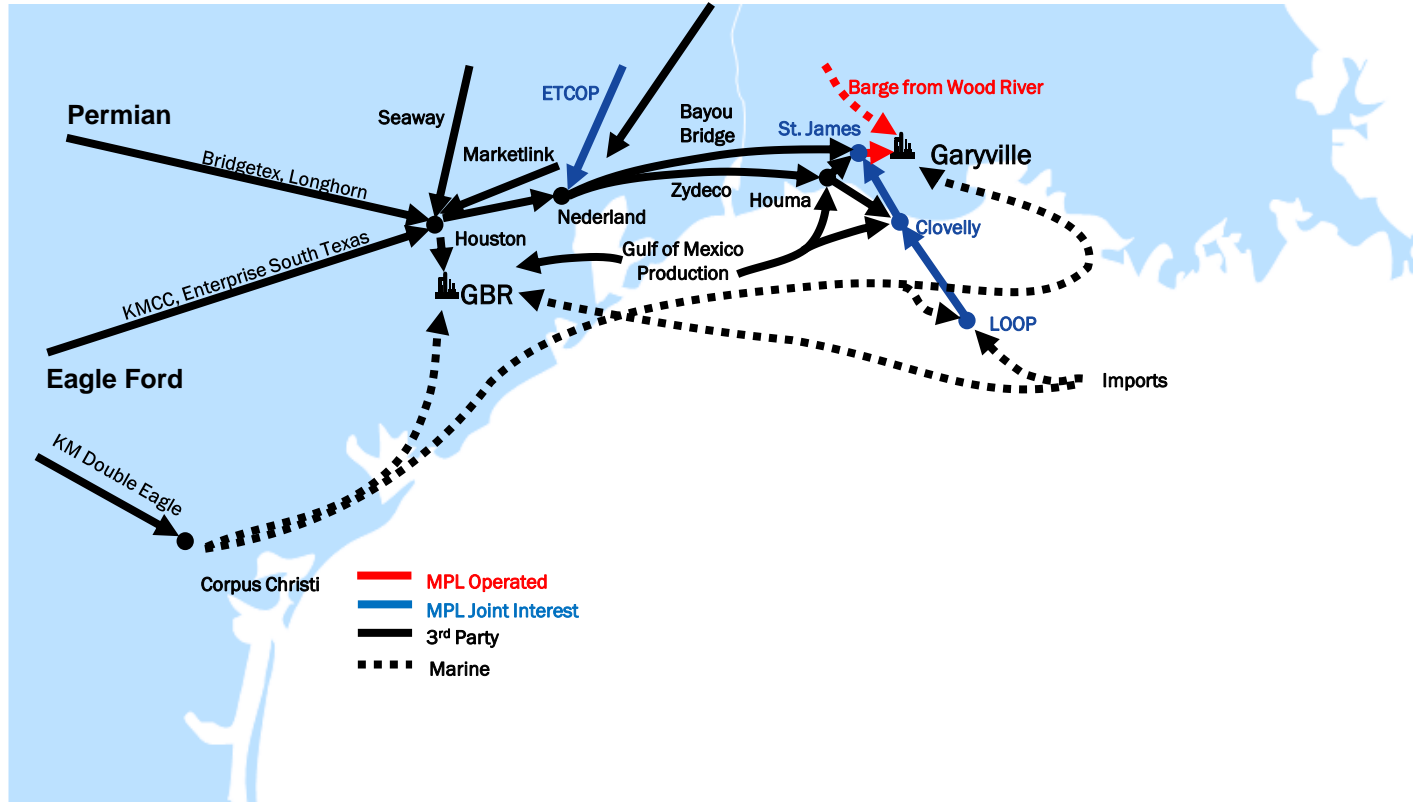 Permian
Seaway
ETCOP
Bayou
Bridge
Barge from Wood River
St. James
Garyville
Bridgetex, Longhorn
Marketlink
Zydeco
Houma
Nederland
Houston
Clovelly
KMCC, Enterprise South Texas
Gulf of Mexico
Production
GBR
LOOP
Eagle Ford
Imports
KM Double Eagle
Corpus Christi
MPL Operated
MPL Joint Interest
3rd Party
Marine